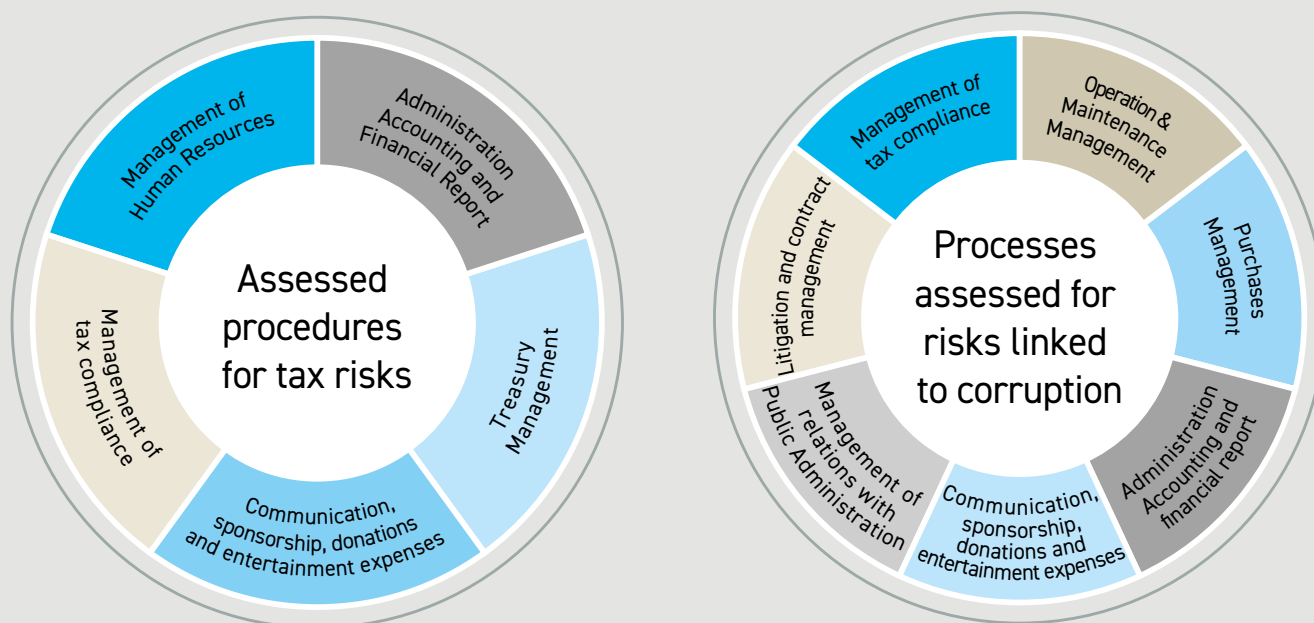 Management of
Human Resources
Administration
Accounting and
Financial Report
Treasury
Management
Communication,
sponsorship, donations
and entertainment expenses
Management of
tax compliance
Assessed
procedures
for tax risks
Management of
tax compliance
Operation &
Maintenance
Management
Purchases
Management
Administration
Accounting and
financial report
Communication,
sponsorship,
donations and
entertainment expenses
Management of
relations with
Public Administration
Litigation and contract
management
Processes
assessed for
risks linked
to corruption